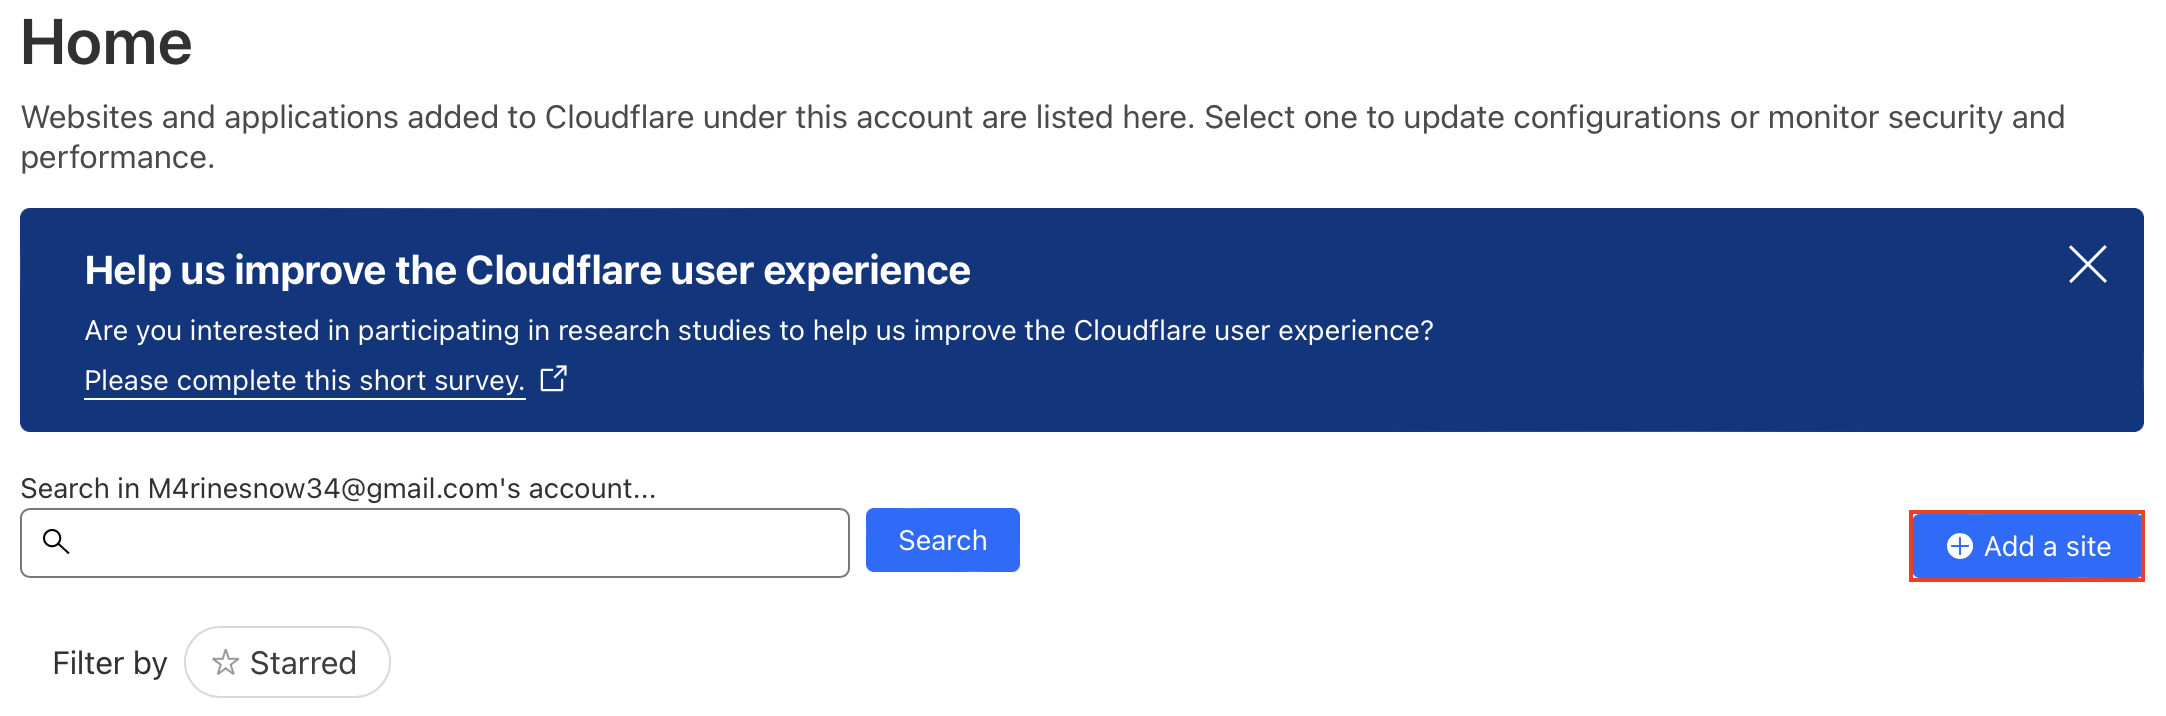 Home
Websites and applications added to Cloudflare under this account are listed here. Select one to update configurations or monitor security and
performance.
Help us improve the Cloudflare user experience
Are you interested in participating in research studies to help us improve the Cloudflare user experience?
Please complete this short survey.
Search in M4rinesnow34@gmail.com's account...
Search
Add a site
Filter by Starred